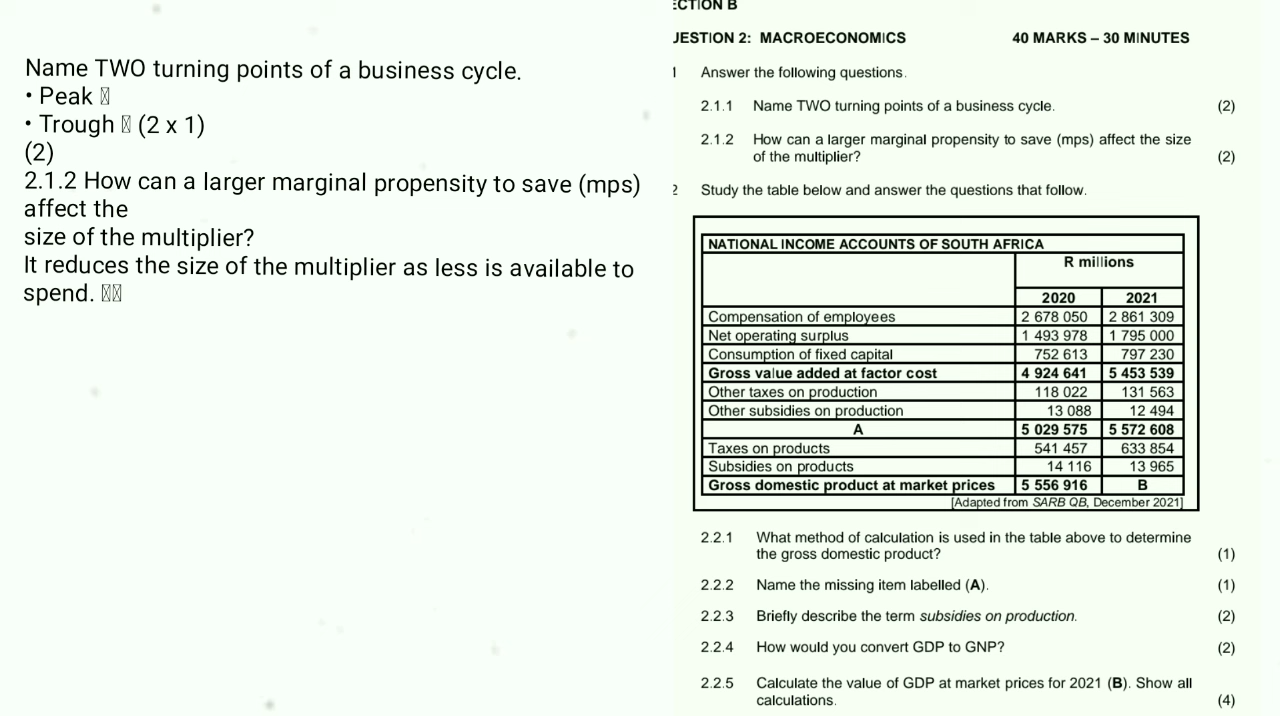 Name TWO turning points of a business cycle.
• Peak
• Trough (2 x 1)
(2)
2.1.2 How can a larger marginal propensity to save (mps)
affect the
size of the multiplier?
It reduces the size of the multiplier as less is available to
spend.
ECTION B
JESTION 2: MACROECONOMICS 40 MARKS – 30 MINUTES
1 Answer the following questions.
2.1.1 Name TWO turning points of a business cycle. (2)
2.1.2 How can a larger marginal propensity to save (mps) affect the size
of the multiplier? (2)
2 Study the table below and answer the questions that follow.
NATIONAL INCOME ACCOUNTS OF SOUTH AFRICA
R millions
2020 2021
Compensation of employees 2 678 050 2 861 309
Net operating surplus 1 493 978 1 795 000
Consumption of fixed capital 752 613 797 230
Gross value added at factor cost 4 924 641 5 453 539
Other taxes on production 118 022 131 563
Other subsidies on production 13 088 12 494
A 5 029 575 5 572 608
Taxes on products 541 457 633 854
Subsidies on products 14 116 13 965
Gross domestic product at market prices 5 556 916 B
[Adapted from SARB QB, December 2021]
2.2.1 What method of calculation is used in the table above to determine
the gross domestic product? (1)
2.2.2 Name the missing item labelled (A). (1)
2.2.3 Briefly describe the term subsidies on production. (2)
2.2.4 How would you convert GDP to GNP? (2)
2.2.5 Calculate the value of GDP at market prices for 2021 (B). Show all
calculations. (4)